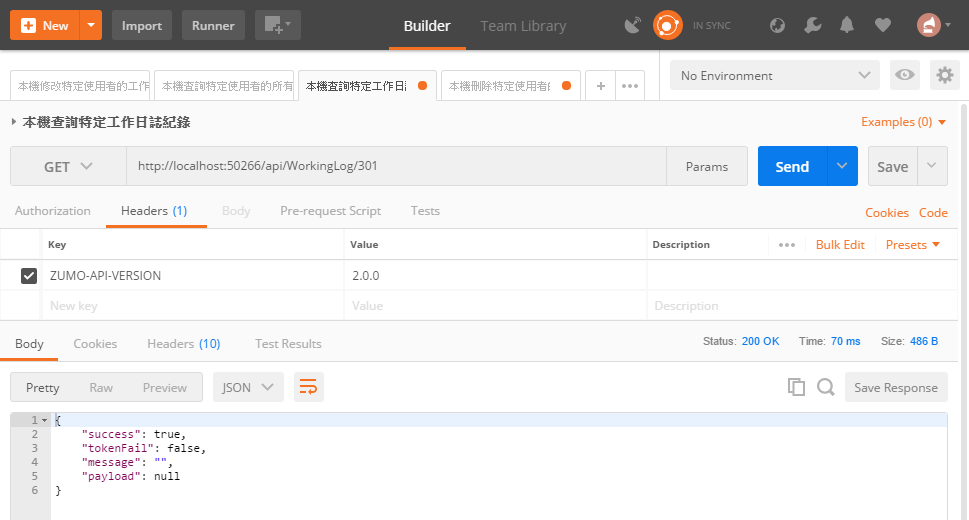 New Import Runner Builder Team Library IN SYNC
本機修改特定使用者的工作 本機查詢特定使用者的所有 本機查詢特定工作日誌 本機刪除特定使用者的 + ••• No Environment
本機查詢特定工作日誌紀錄 Examples (0)
GET http://localhost:50266/api/WorkingLog/301 Params Send Save
Authorization Headers (1) Body Pre-request Script Tests Cookies Code
Key Value Description ••• Bulk Edit Presets
ZUMO-API-VERSION 2.0.0
New key Value Description
Body Cookies Headers (10) Test Results Status: 200 OK Time: 70 ms Size: 486 B
Pretty Raw Preview JSON Save Response
1 {
2 "success": true,
3 "tokenFail": false,
4 "message": "",
5 "payload": null
6 }